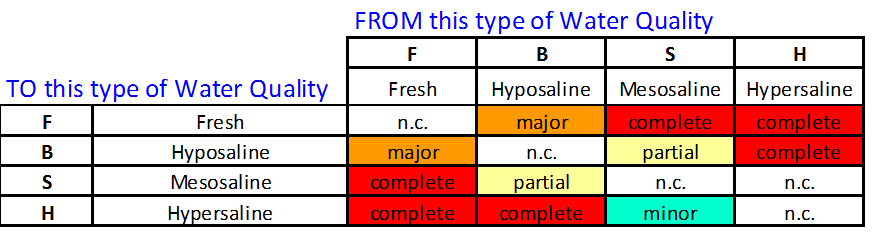 FROM this type of Water Quality
F B S H
TO this type of Water Quality Fresh Hyposaline Mesosaline Hypersaline
F Fresh n.c. major complete complete
B Hyposaline major n.c. partial complete
S Mesosaline complete partial n.c. n.c.
H Hypersaline complete complete minor n.c.